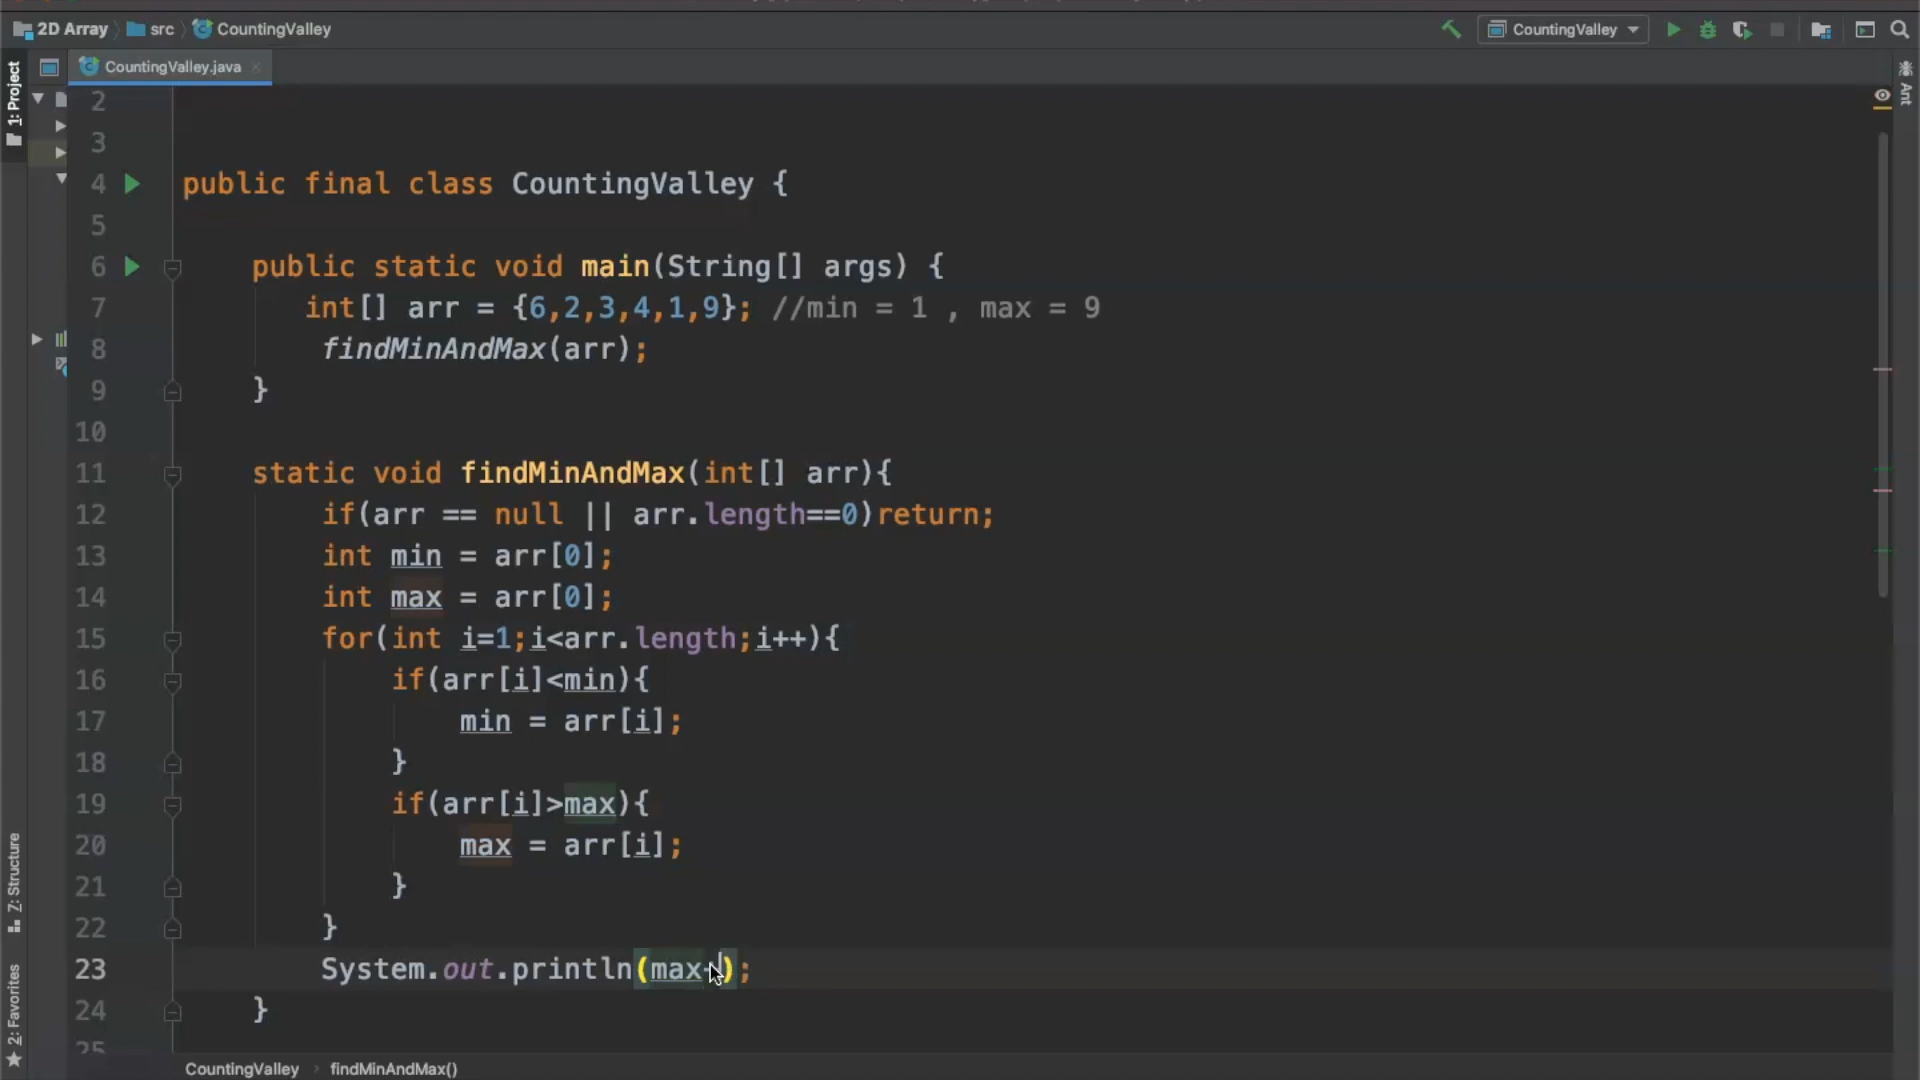 2D Array src CountingValley CountingValley
CountingValley.java
1: Project
Ant
2
3
4 public final class CountingValley {
5
6 public static void main(String[] args) {
7 int[] arr = {6,2,3,4,1,9}; //min = 1 , max = 9
8 findMinAndMax(arr);
9 }
10
11 static void findMinAndMax(int[] arr){
12 if(arr == null || arr.length==0)return;
13 int min = arr[0];
14 int max = arr[0];
15 for(int i=1;i<arr.length;i++){
16 if(arr[i]<min){
17 min = arr[i];
18 }
19 if(arr[i]>max){
20 max = arr[i];
21 }
22 }
23 System.out.println(max);
24 }
25
Z: Structure
2: Favorites
CountingValley findMinAndMax()